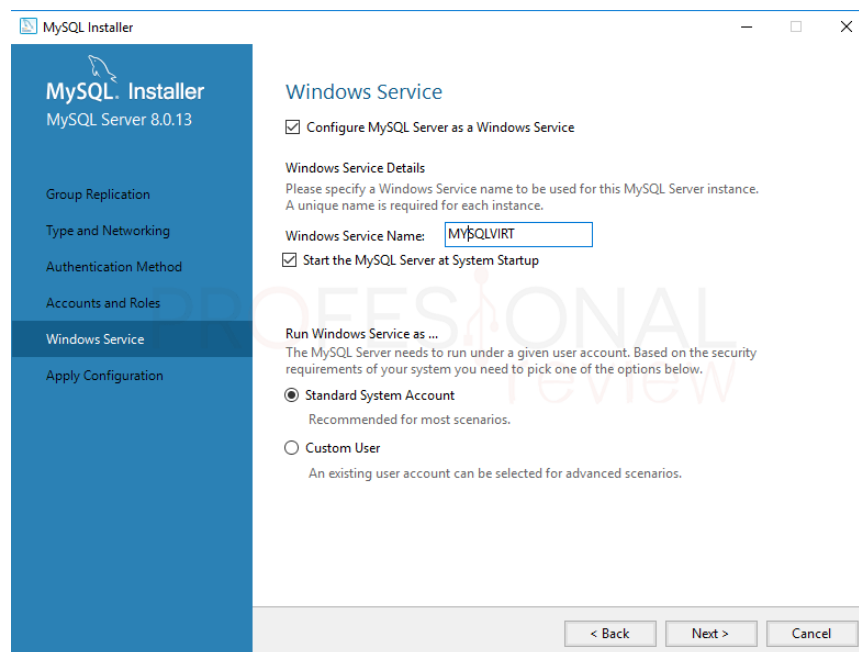 MySQL Installer
MySQL. Installer
MySQL Server 8.0.13
Group Replication
Type and Networking
Authentication Method
Accounts and Roles
Windows Service
Apply Configuration
Windows Service
Configure MySQL Server as a Windows Service
Windows Service Details
Please specify a Windows Service name to be used for this MySQL Server instance.
A unique name is required for each instance.
Windows Service Name: MYSQLVIRT
Start the MySQL Server at System Startup
PROFESIONAL
review
Run Windows Service as ...
The MySQL Server needs to run under a given user account. Based on the security
requirements of your system you need to pick one of the options below.
Standard System Account
Recommended for most scenarios.
Custom User
An existing user account can be selected for advanced scenarios.
< Back Next > Cancel